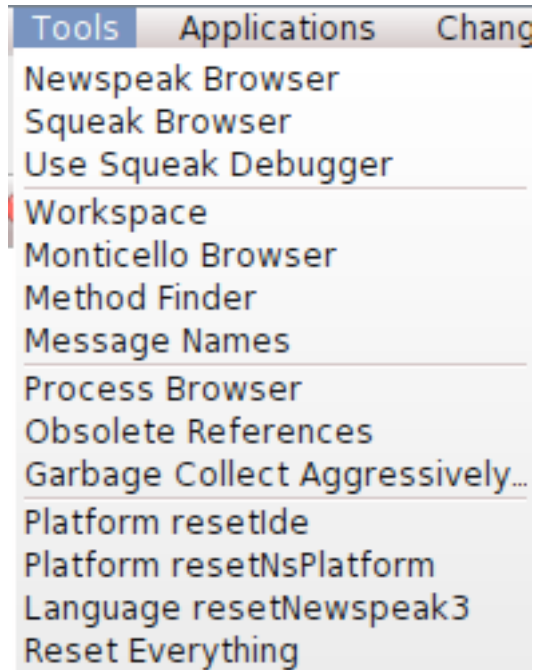 Tools Applications Chang
Newspeak Browser
Squeak Browser
Use Squeak Debugger
Workspace
Monticello Browser
Method Finder
Message Names
Process Browser
Obsolete References
Garbage Collect Aggressively…
Platform resetIde
Platform resetNsPlatform
Language resetNewspeak3
Reset Everything